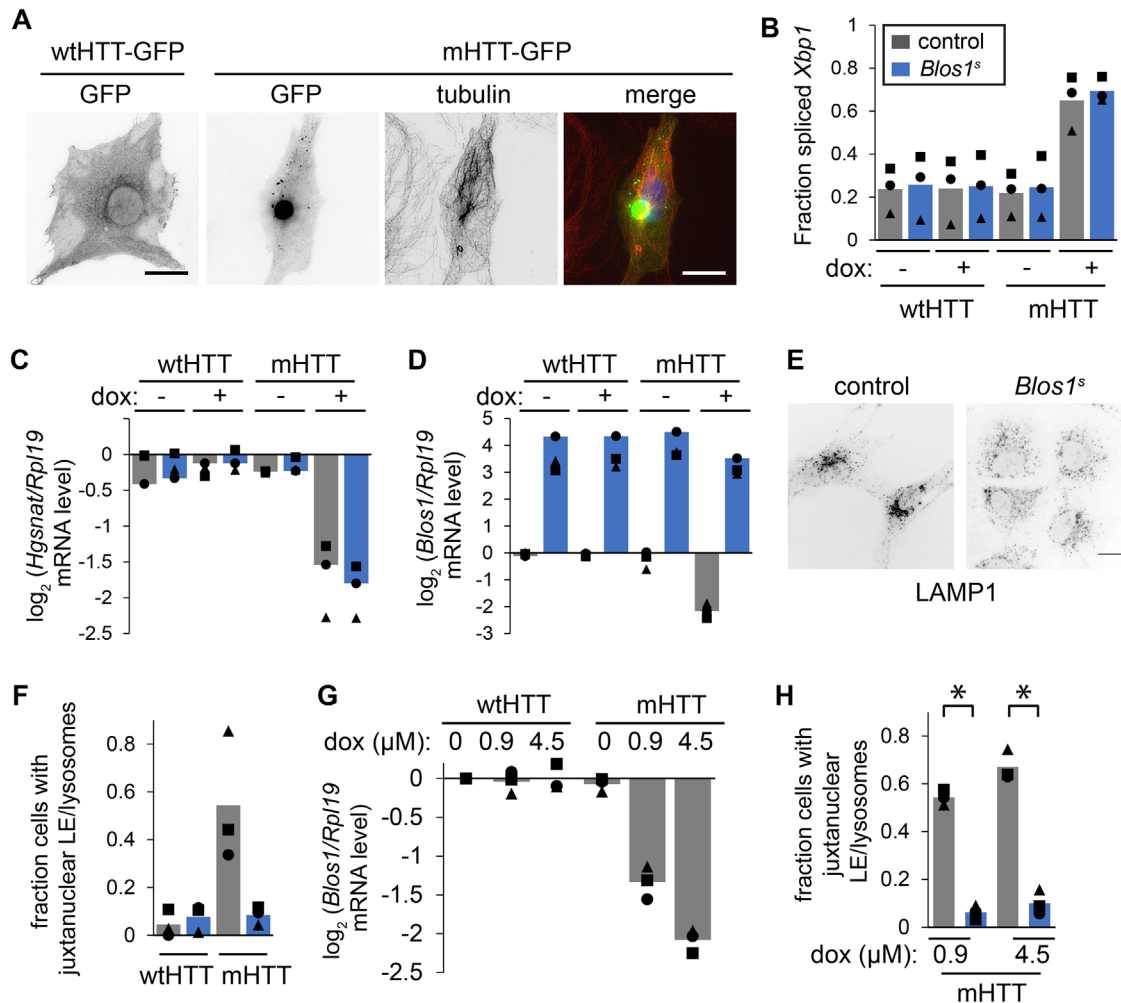 A
wtHTT-GFP
mHTT-GFP
GFP
GFP
tubulin
merge
B
Fraction spliced Xbp1
1
0.8
0.6
0.4
0.2
0
control
Blos1ˢ
dox:
- + - +
wtHTT
mHTT
C
wtHTT
mHTT
dox:
- + - +
log₂ (Hgsnat/Rpl19
mRNA level)
0
-0.5
-1.0
-1.5
-2
-2.5
D
wtHTT
mHTT
dox:
- + - +
log₂ (Blos1/Rpl19
mRNA level)
5
4
3
2
1
0
-1
-2
-3
E
control
Blos1ˢ
LAMP1
F
fraction cells with
juxtanuclear LE/lysosomes
0.8
0.6
0.4
0.2
0
wtHTT
mHTT
G
wtHTT
mHTT
dox (µM):
0 0.9 4.5 0 0.9 4.5
log₂ (Blos1/Rpl19
mRNA level)
0
-0.5
-1
-1.5
-2
-2.5
H
* *
fraction cells with
juxtanuclear
LE/lysosomes
0.8
0.6
0.4
0.2
0
dox (µM):
0.9 4.5
mHTT